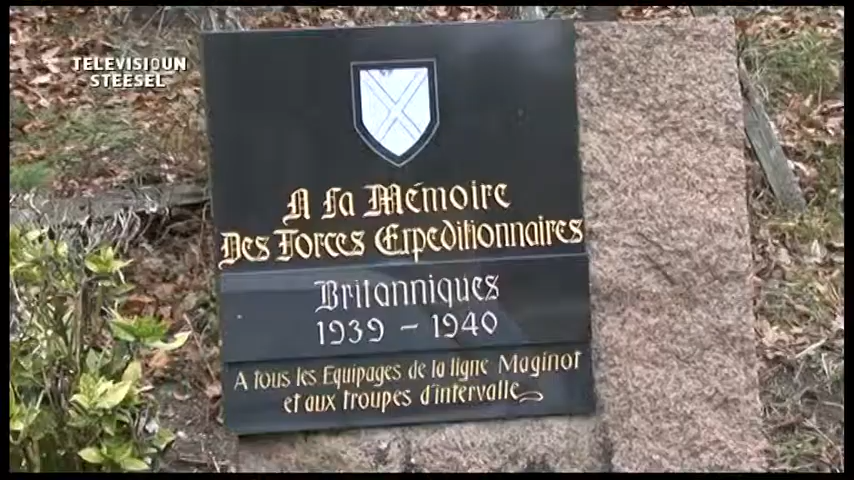 TELEVISIOUN
STEESEL
A la Mémoire
Des Forces Expeditionnaires
Britanniques
1939 - 1940
A tous les Equipages de la ligne Maginot
et aux troupes d'intervalle